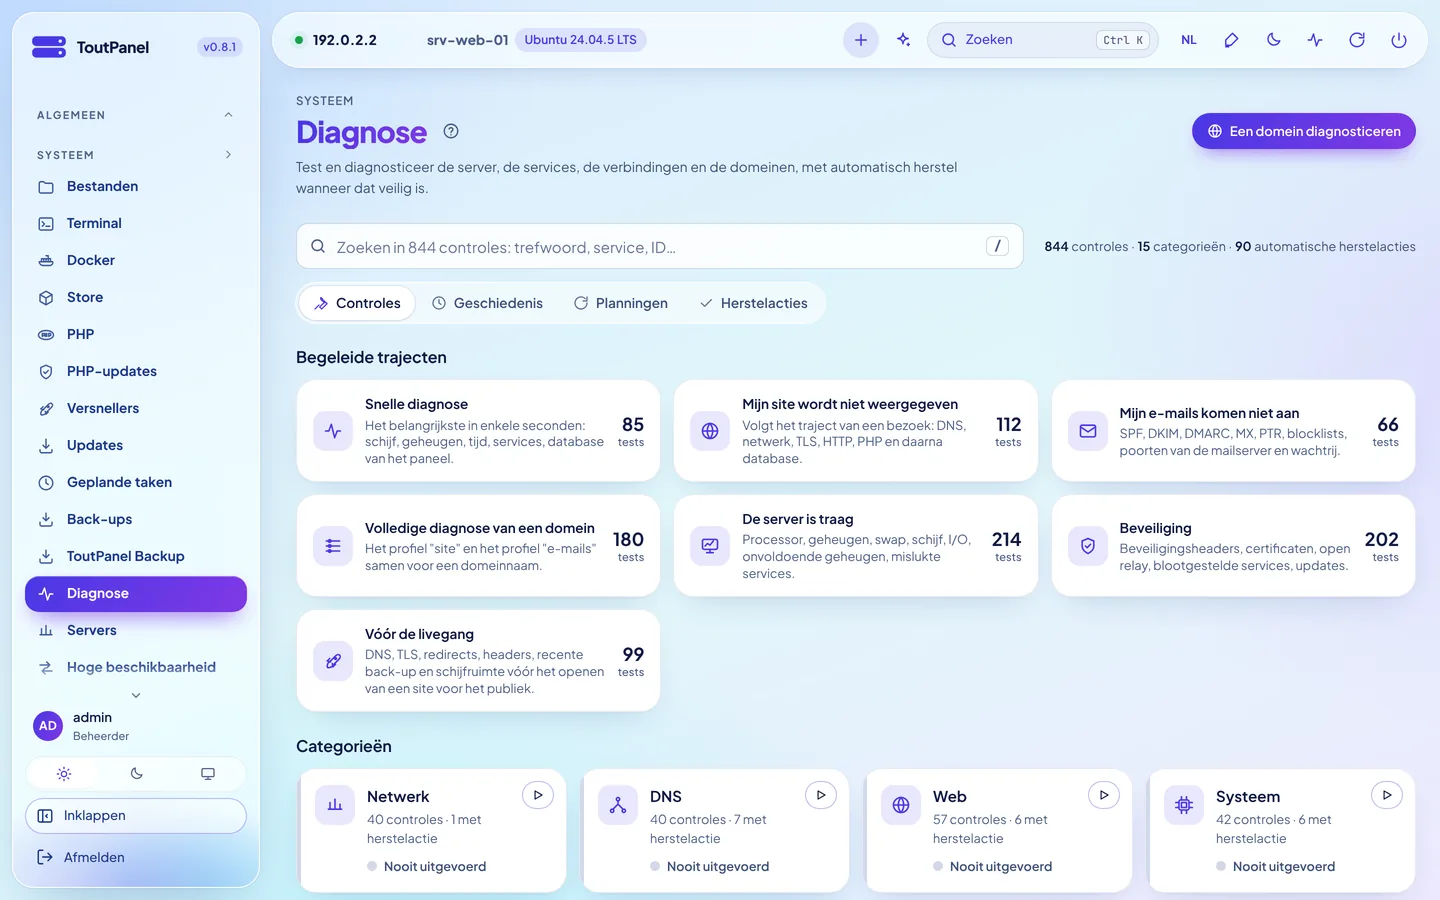 ToutPanel
v0.8.1
ALGEMEEN
SYSTEEM
Bestanden
Terminal
Docker
Store
PHP
PHP-updates
Versnellers
Updates
Geplande taken
Back-ups
ToutPanel Backup
Diagnose
Servers
Hoge beschikbaarheid
AD
admin
Beheerder
Inklappen
Afmelden
192.0.2.2
srv-web-01
Ubuntu 24.04.5 LTS
Zoeken
Ctrl K
NL
SYSTEEM
Diagnose
Test en diagnosticeer de server, de services, de verbindingen en de domeinen, met automatisch herstel
wanneer dat veilig is.
Een domein diagnosticeren
Zoeken in 844 controles: trefwoord, service, ID...
/
844 controles · 15 categorieën · 90 automatische herstelacties
Controles
Geschiedenis
Planningen
Herstelacties
Begeleide trajecten
Snelle diagnose
Het belangrijkste in enkele seconden:
schijf, geheugen, tijd, services, database
van het paneel.
85
tests
Mijn site wordt niet weergegeven
Volgt het traject van een bezoek: DNS,
netwerk, TLS, HTTP, PHP en daarna
database.
112
tests
Mijn e-mails komen niet aan
SPF, DKIM, DMARC, MX, PTR, blocklists,
poorten van de mailserver en wachtrij.
66
tests
Volledige diagnose van een domein
Het profiel "site" en het profiel "e-mails"
samen voor een domeinnaam.
180
tests
De server is traag
Processor, geheugen, swap, schijf, I/O,
onvoldoende geheugen, mislukte
services.
214
tests
Beveiliging
Beveiligingsheaders, certificaten, open
relay, blootgestelde services, updates.
202
tests
Vóór de livegang
DNS, TLS, redirects, headers, recente
back-up en schijfruimte vóór het openen
van een site voor het publiek.
99
tests
Categorieën
Netwerk
40 controles · 1 met
herstelactie
Nooit uitgevoerd
DNS
40 controles · 7 met
herstelactie
Nooit uitgevoerd
Web
57 controles · 6 met
herstelactie
Nooit uitgevoerd
Systeem
42 controles · 6 met
herstelactie
Nooit uitgevoerd